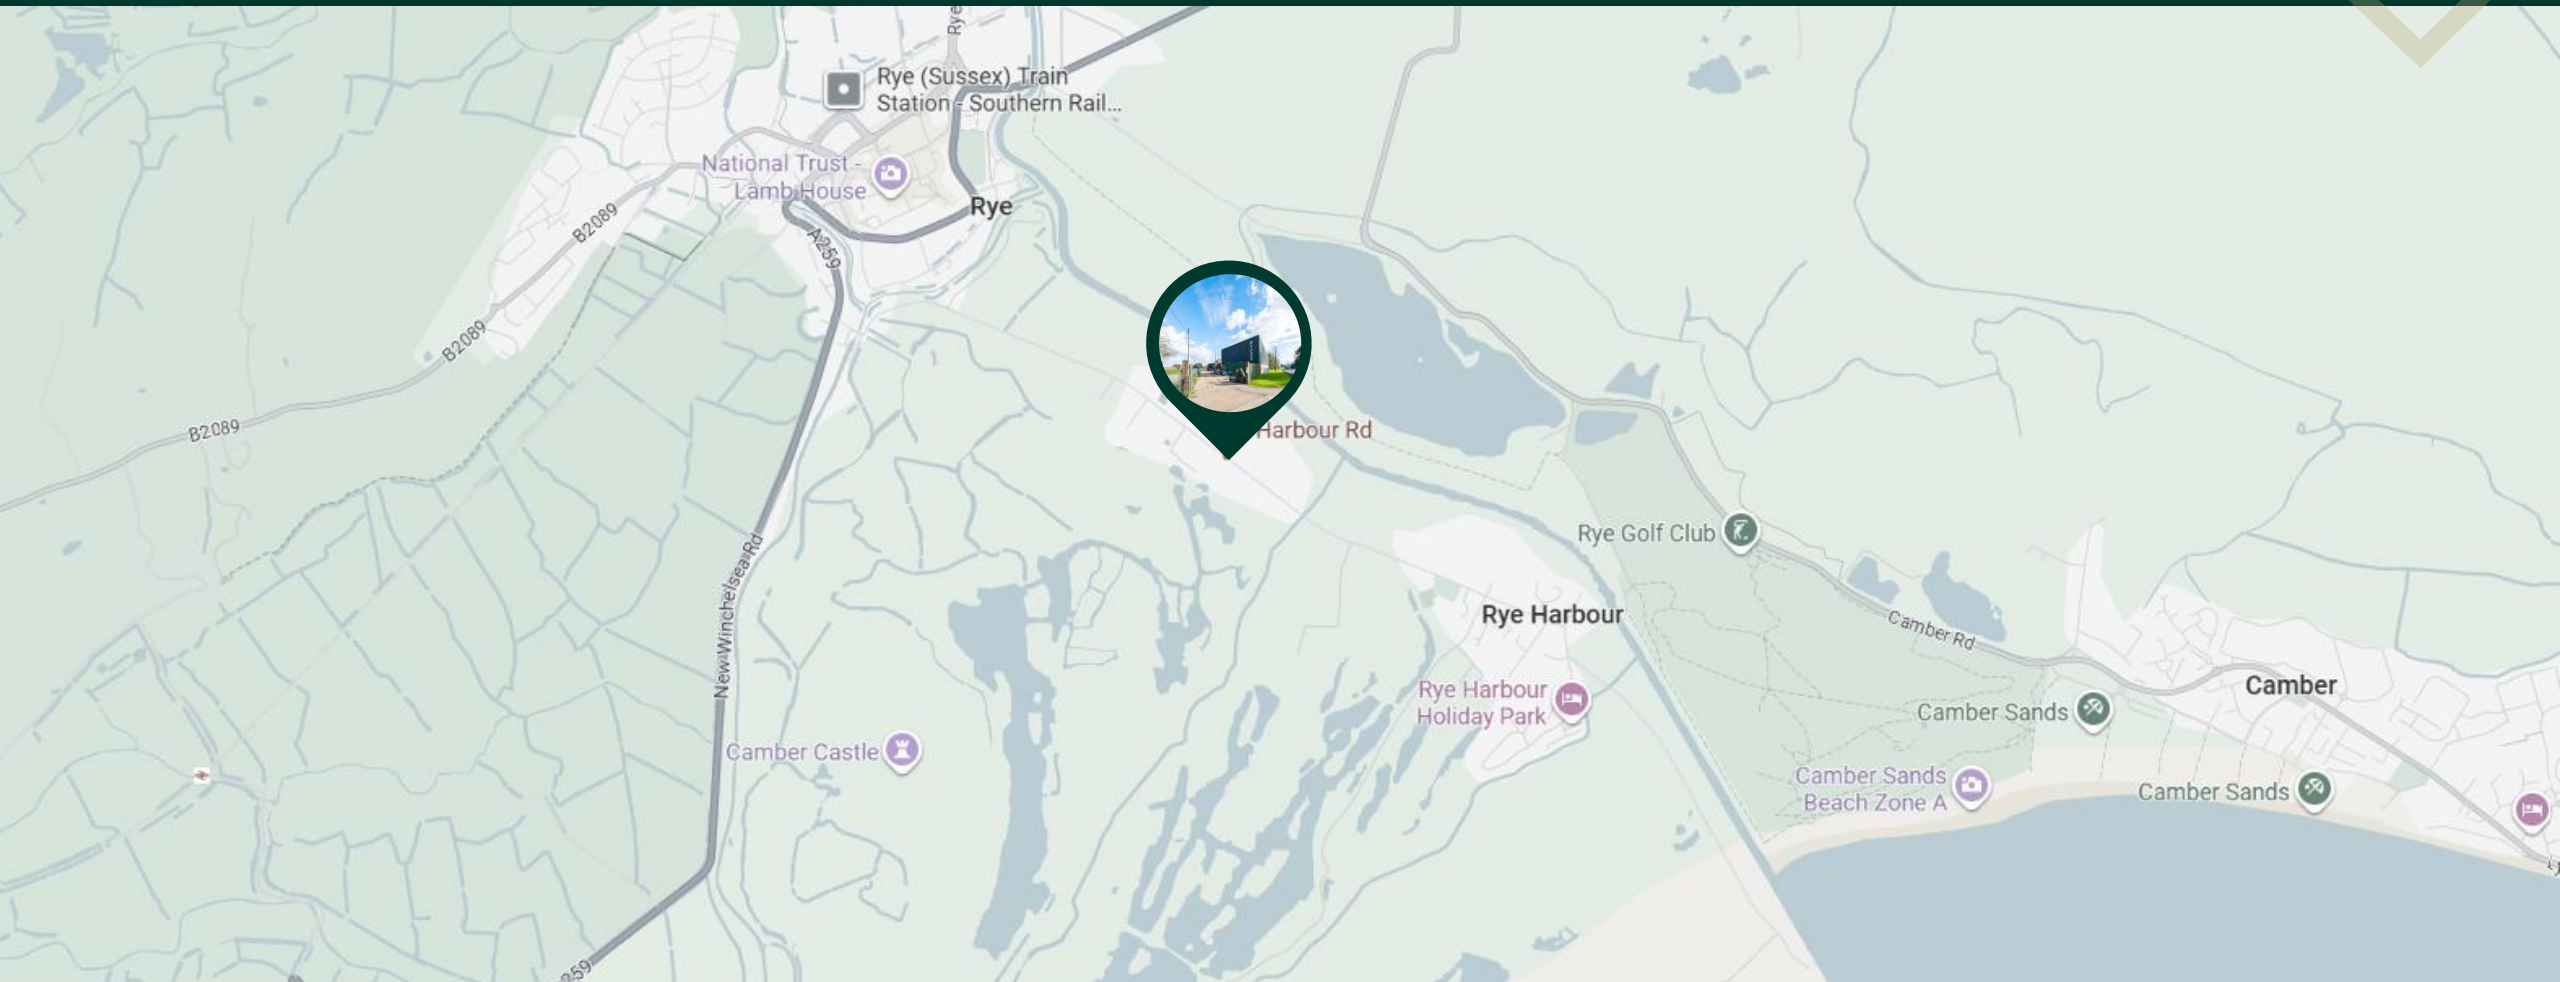 Rye
Rye (Sussex) Train
Station - Southern Rail...
National Trust -
Lamb House
Rye
B2089
A259
B2089
B2089
Harbour Rd
Rye Golf Club
New Winchelsea Rd
Rye Harbour
Camber Rd
Rye Harbour
Holiday Park
Camber
Camber Sands
Camber Castle
Camber Sands
Beach Zone A
Camber Sands
259